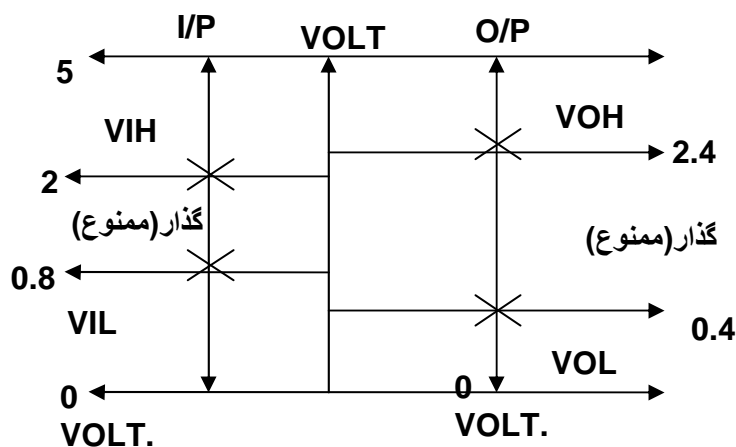 I/P
VOLT
O/P
5
VIH
VOH
2.4
2
گذار(ممنوع)
گذار(ممنوع)
0.8
VIL
0.4
VOL
0
0
VOLT.
VOLT.